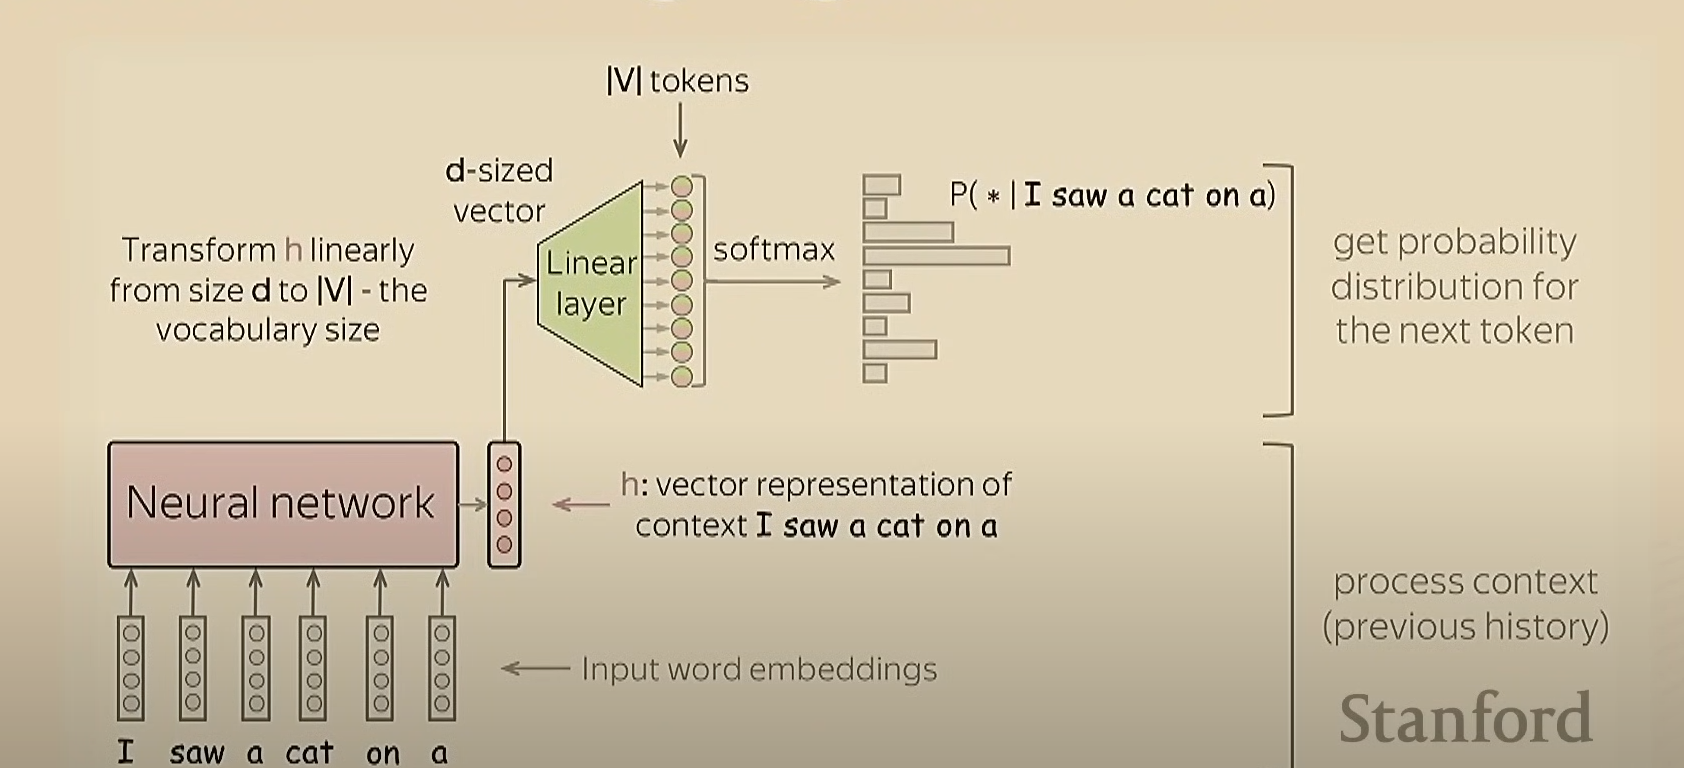 |V| tokens
d-sized
vector
Transform h linearly
from size d to |V| - the
vocabulary size
Linear
layer
softmax
P( * | I saw a cat on a)
get probability
distribution for
the next token
Neural network
h: vector representation of
context I saw a cat on a
process context
(previous history)
Input word embeddings
I saw a cat on a
Stanford